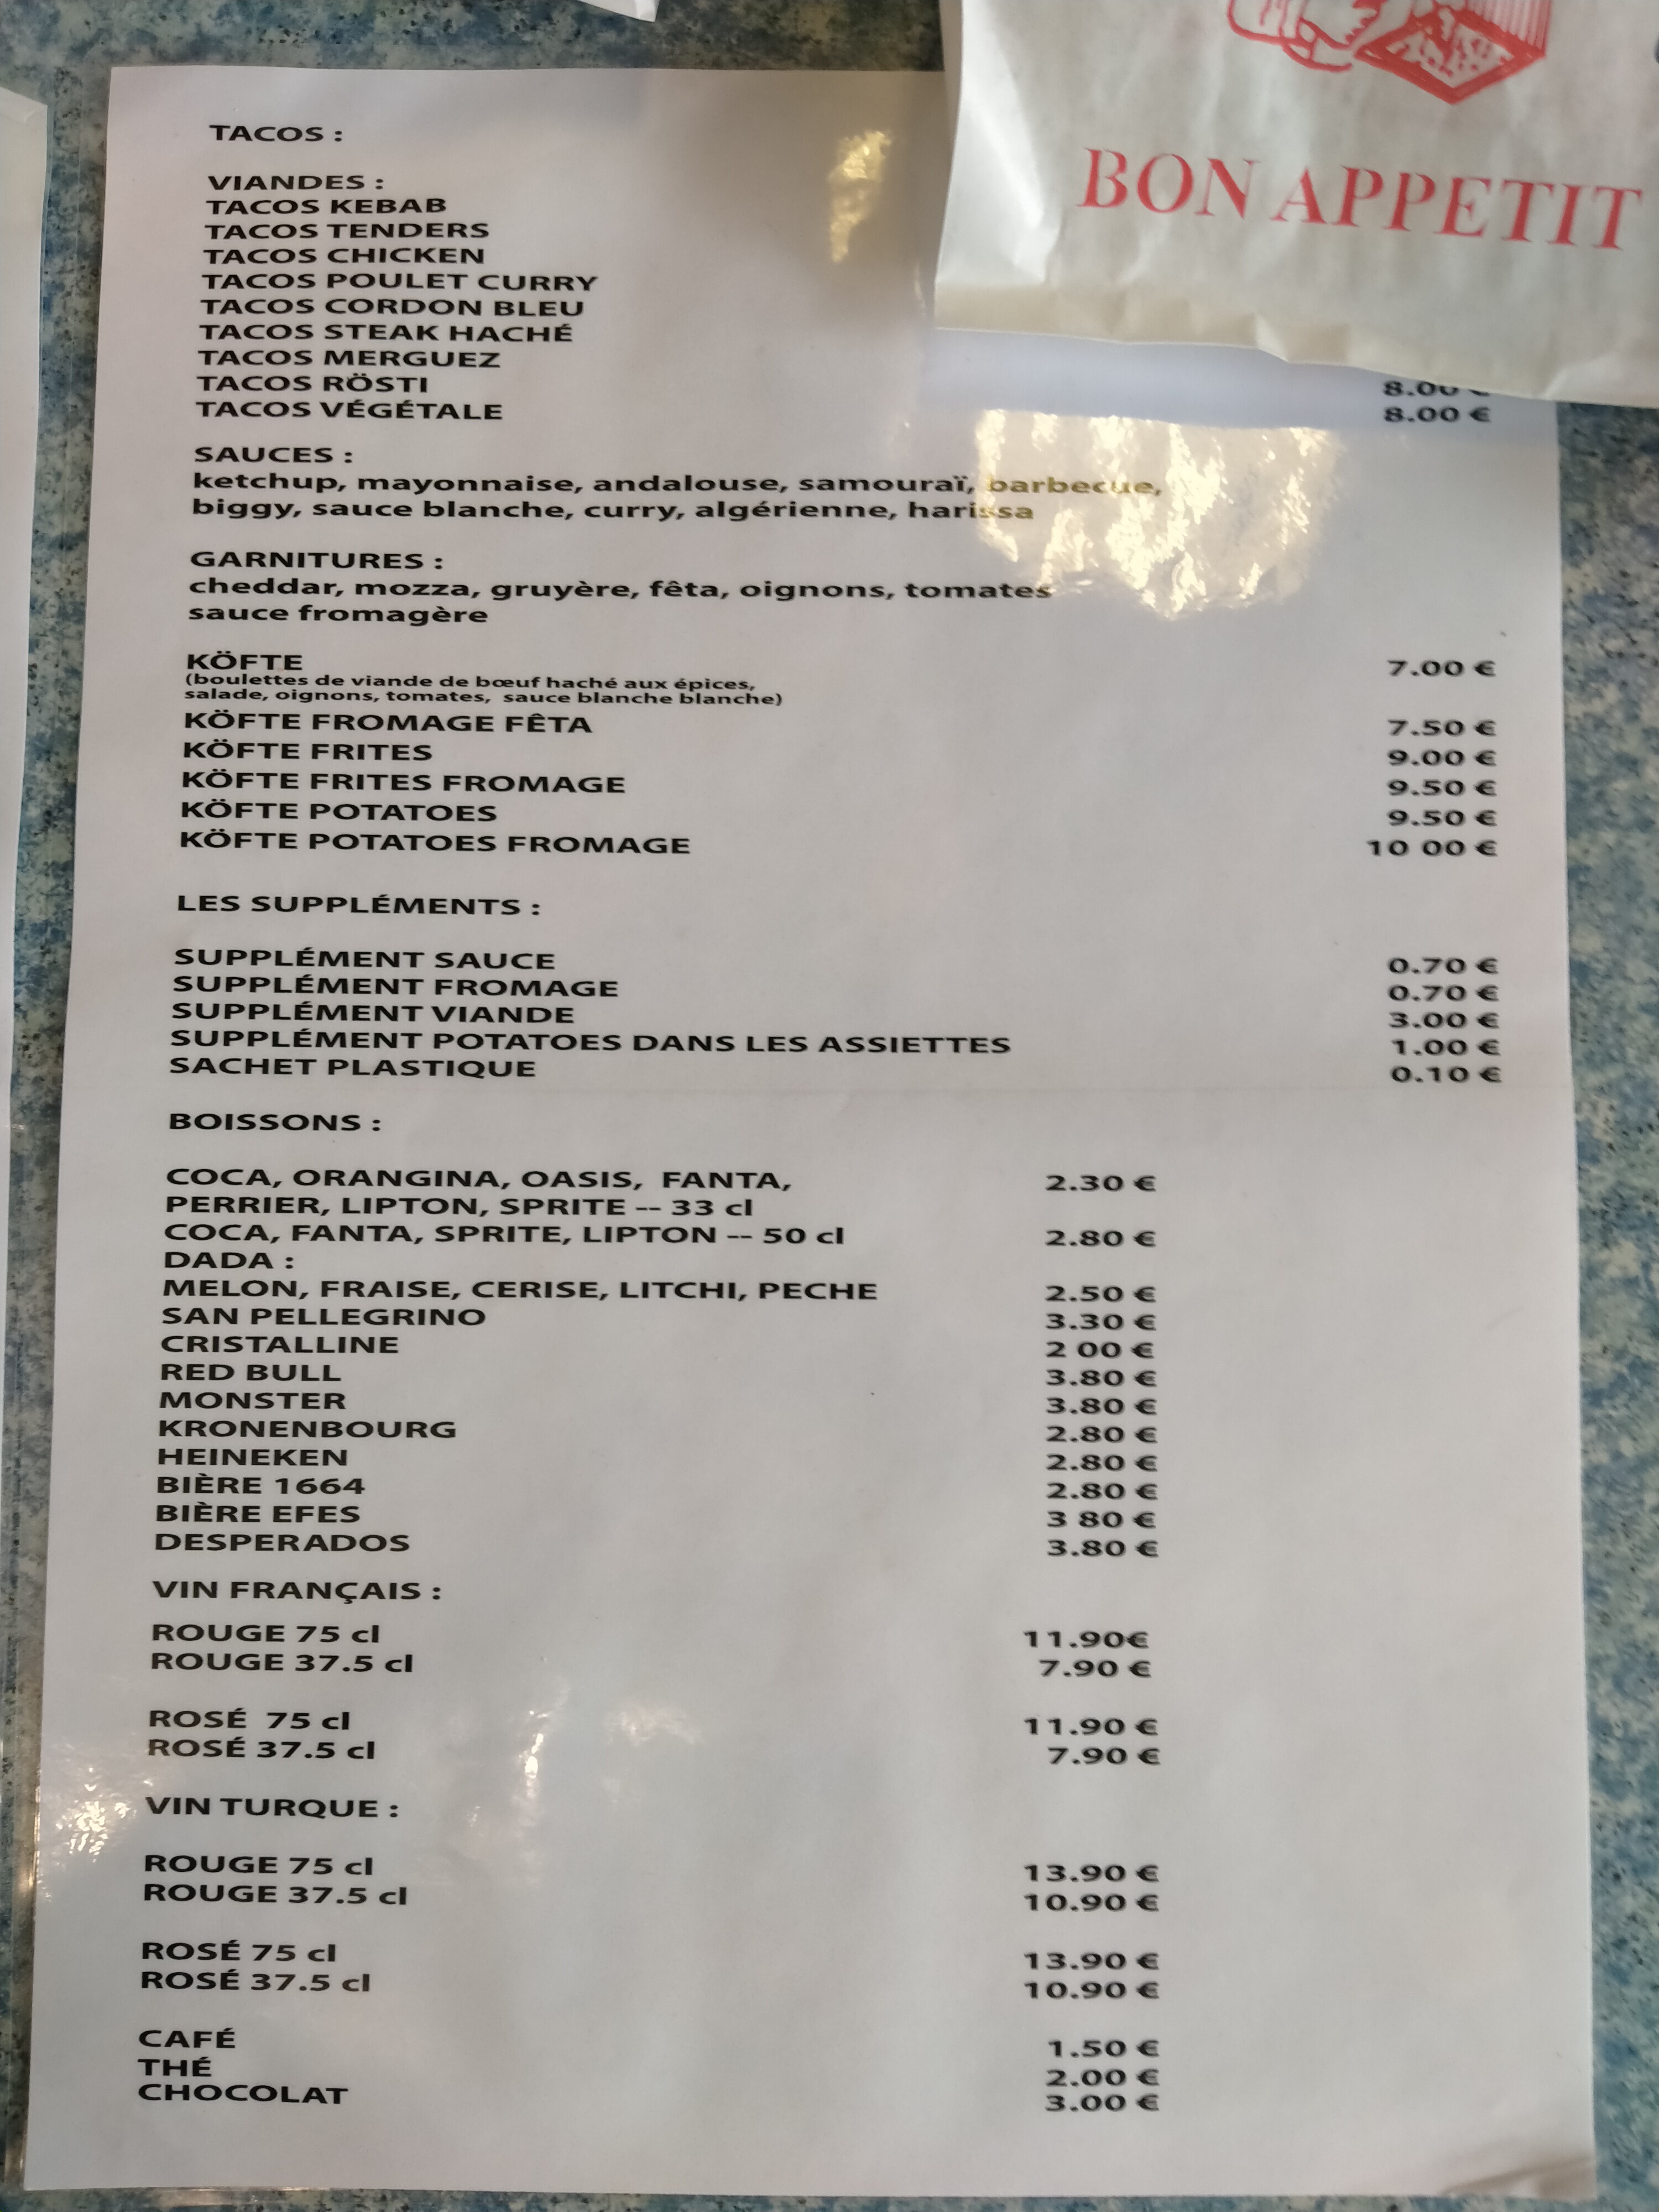 BON APPETIT
TACOS :
VIANDES :
TACOS KEBAB
TACOS TENDERS
TACOS CHICKEN
TACOS POULET CURRY
TACOS CORDON BLEU
TACOS STEAK HACHÉ
TACOS MERGUEZ
TACOS RÖSTI 8.00 €
TACOS VÉGÉTALE 8.00 €
SAUCES :
ketchup, mayonnaise, andalouse, samouraï, barbecue,
biggy, sauce blanche, curry, algérienne, harissa
GARNITURES :
cheddar, mozza, gruyère, fêta, oignons, tomates
sauce fromagère
KÖFTE 7.00 €
(boulettes de viande de bœuf haché aux épices,
salade, oignons, tomates, sauce blanche blanche)
KÖFTE FROMAGE FÊTA 7.50 €
KÖFTE FRITES 9.00 €
KÖFTE FRITES FROMAGE 9.50 €
KÖFTE POTATOES 9.50 €
KÖFTE POTATOES FROMAGE 10 00 €
LES SUPPLÉMENTS :
SUPPLÉMENT SAUCE 0.70 €
SUPPLÉMENT FROMAGE 0.70 €
SUPPLÉMENT VIANDE 3.00 €
SUPPLÉMENT POTATOES DANS LES ASSIETTES 1.00 €
SACHET PLASTIQUE 0.10 €
BOISSONS :
COCA, ORANGINA, OASIS, FANTA, 2.30 €
PERRIER, LIPTON, SPRITE -- 33 cl
COCA, FANTA, SPRITE, LIPTON -- 50 cl 2.80 €
DADA :
MELON, FRAISE, CERISE, LITCHI, PECHE 2.50 €
SAN PELLEGRINO 3.30 €
CRISTALLINE 2 00 €
RED BULL 3.80 €
MONSTER 3.80 €
KRONENBOURG 2.80 €
HEINEKEN 2.80 €
BIÈRE 1664 2.80 €
BIÈRE EFES 3 80 €
DESPERADOS 3.80 €
VIN FRANÇAIS :
ROUGE 75 cl 11.90€
ROUGE 37.5 cl 7.90 €
ROSÉ 75 cl 11.90 €
ROSÉ 37.5 cl 7.90 €
VIN TURQUE :
ROUGE 75 cl 13.90 €
ROUGE 37.5 cl 10.90 €
ROSÉ 75 cl 13.90 €
ROSÉ 37.5 cl 10.90 €
CAFÉ 1.50 €
THÉ 2.00 €
CHOCOLAT 3.00 €